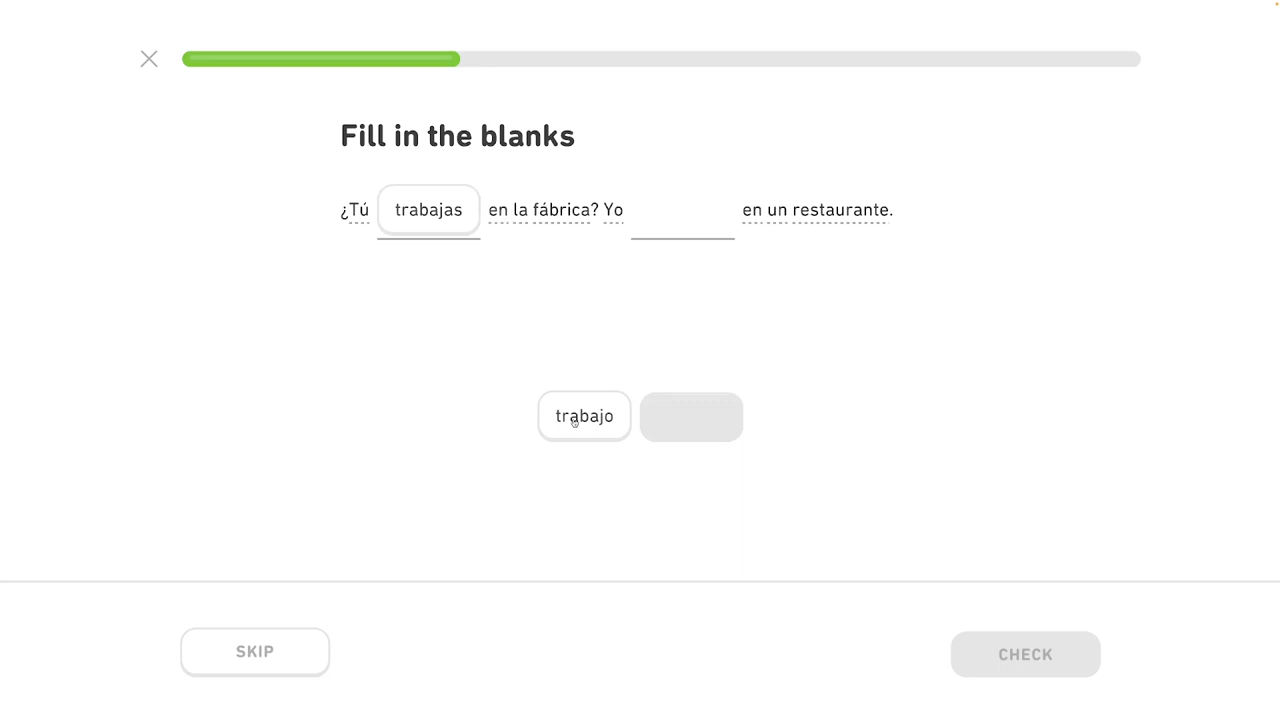 Fill in the blanks
¿Tú trabajas en la fábrica? Yo en un restaurante.
trabajo
SKIP
CHECK